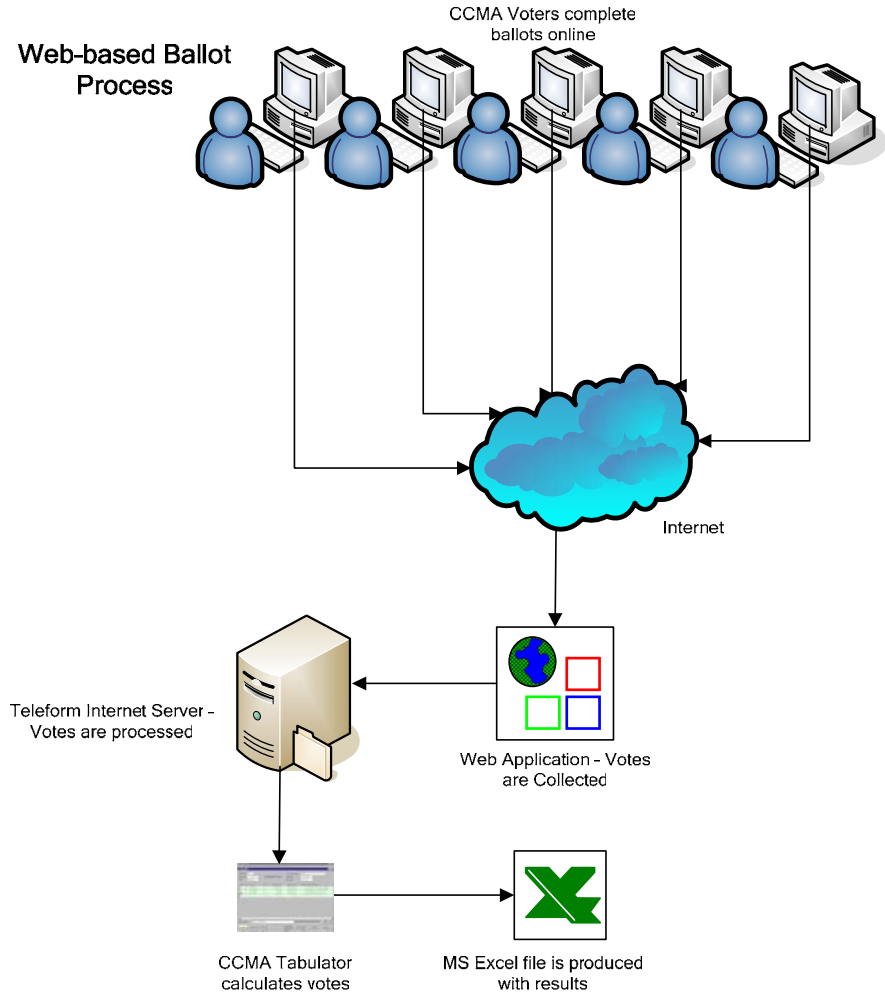 CCMA Voters complete
ballots online
Web-based Ballot
Process
Internet
Teleform Internet Server –
Votes are processed
Web Application – Votes
are Collected
CCMA Tabulator
calculates votes
MS Excel file is produced
with results